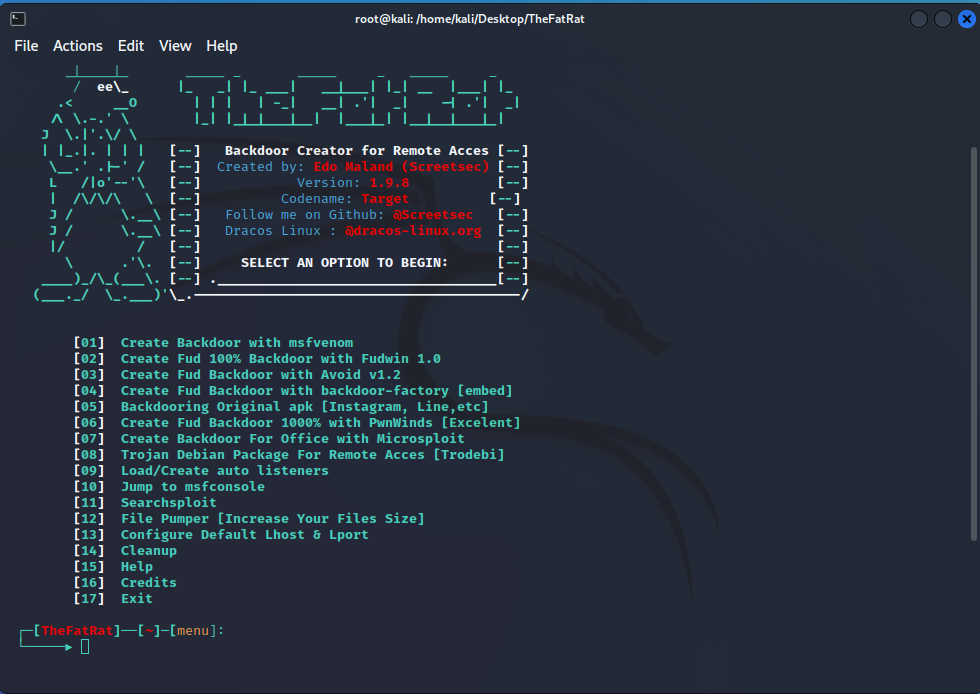 root@kali: /home/kali/Desktop/TheFatRat
File Actions Edit View Help
[--] Backdoor Creator for Remote Acces [--]
[--] Created by: Edo Maland (Screetsec) [--]
[--] Version: 1.9.8 [--]
[--] Codename: Target [--]
[--] Follow me on Github: @Screetsec [--]
[--] Dracos Linux : @dracos-linux.org [--]
[--] [--]
[--] SELECT AN OPTION TO BEGIN: [--]
[--] .___________________________________[--]
[01] Create Backdoor with msfvenom
[02] Create Fud 100% Backdoor with Fudwin 1.0
[03] Create Fud Backdoor with Avoid v1.2
[04] Create Fud Backdoor with backdoor-factory [embed]
[05] Backdooring Original apk [Instagram, Line,etc]
[06] Create Fud Backdoor 1000% with PwnWinds [Excelent]
[07] Create Backdoor For Office with Microsploit
[08] Trojan Debian Package For Remote Acces [Trodebi]
[09] Load/Create auto listeners
[10] Jump to msfconsole
[11] Searchsploit
[12] File Pumper [Increase Your Files Size]
[13] Configure Default Lhost & Lport
[14] Cleanup
[15] Help
[16] Credits
[17] Exit
[TheFatRat]──[~]─[menu]: